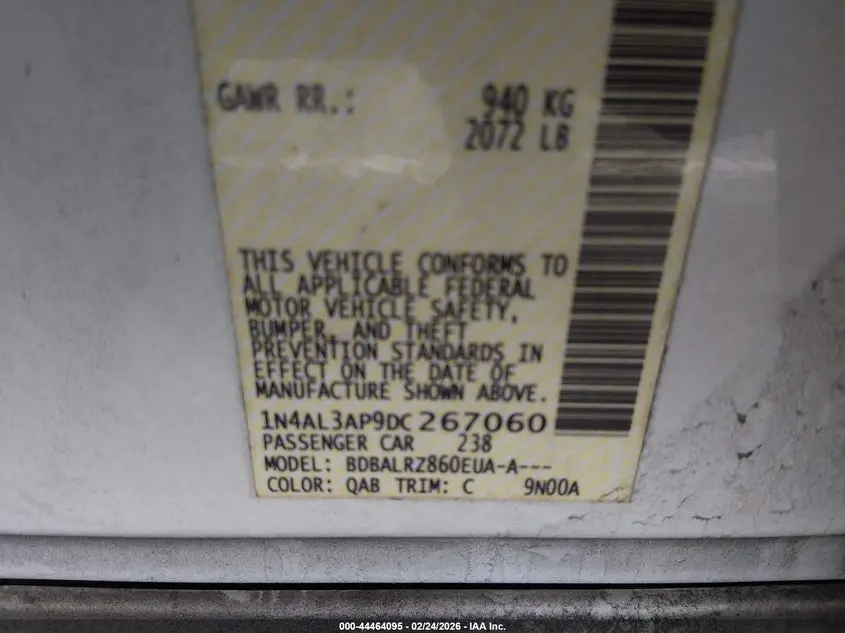 GAWR RR.: 940 KG
2072 LB
THIS VEHICLE CONFORMS TO
ALL APPLICABLE FEDERAL
MOTOR VEHICLE SAFETY,
BUMPER, AND THEFT
PREVENTION STANDARDS IN
EFFECT ON THE DATE OF
MANUFACTURE SHOWN ABOVE.
1N4AL3AP9DC267060
PASSENGER CAR 238
MODEL: BDBALRZ860EUA-A---
COLOR: QAB TRIM: C 9N00A
000-44464095 - 02/24/2026 - IAA Inc.